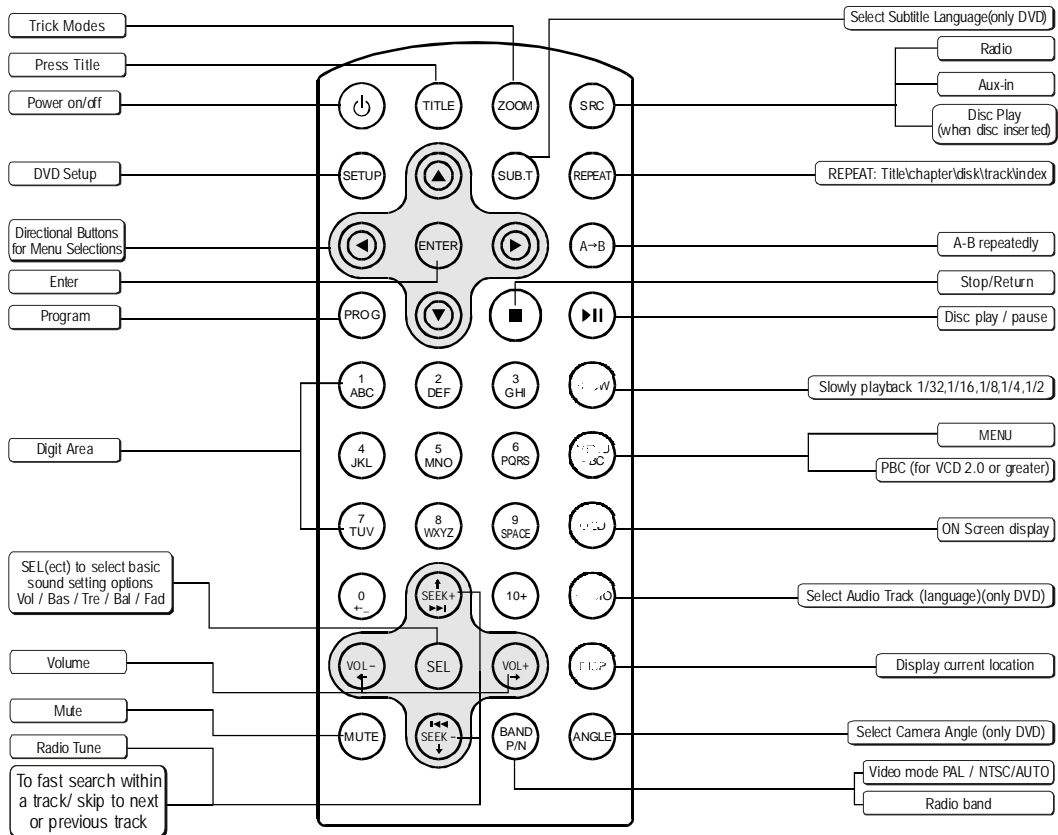 Trick Modes
Press Title
Power on/off
DVD Setup
Directional Buttons
for Menu Selections
Enter
Program
Digit Area
SEL(ect) to select basic
sound setting options
Vol / Bas / Tre / Bal / Fad
Volume
Mute
Radio Tune
To fast search within
a track/ skip to next
or previous track
TITLE
ZOOM
SRC
SETUP
SUB.T
REPEAT
ENTER
A→B
PROG
1
ABC
2
DEF
3
GHI
4
JKL
5
MNO
6
PQRS
7
TUV
8
WXYZ
9
SPACE
0
+-_
SEEK+
10+
VOL-
SEL
VOL+
MUTE
SEEK-
BAND
P/N
ANGLE
Select Subtitle Language(only DVD)
Radio
Aux-in
Disc Play
(when disc inserted)
REPEAT: Title\chapter\disk\track\index
A-B repeatedly
Stop/Return
Disc play / pause
Slowly playback 1/32,1/16,1/8,1/4,1/2
MENU
PBC (for VCD 2.0 or greater)
ON Screen display
Select Audio Track (language)(only DVD)
Display current location
Select Camera Angle (only DVD)
Video mode PAL / NTSC/AUTO
Radio band